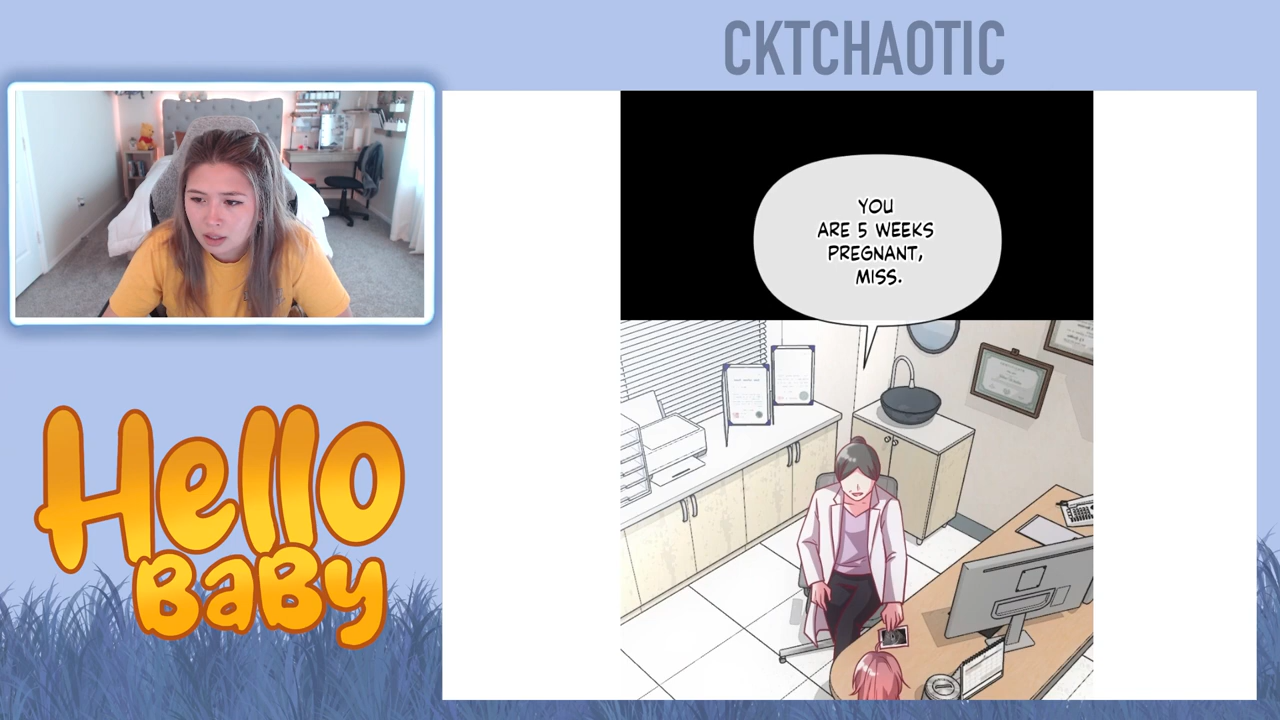 CKTCHAOTIC
YOU
ARE 5 WEEKS
PREGNANT,
MISS.
Hello
BaBy